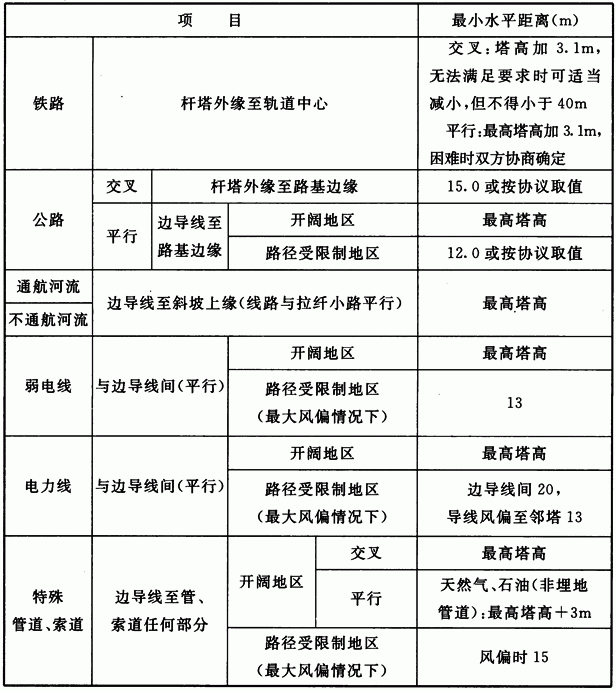 项 目 最小水平距离(m)
铁路 杆塔外缘至轨道中心 交叉:塔高加 3.1m,
无法满足要求时可适当
减小,但不得小于 40m
平行:最高塔高加 3.1m,
困难时双方协商确定
公路 交叉 杆塔外缘至路基边缘 15.0 或按协议取值
平行 边导线至
路基边缘 开阔地区 最高塔高
路径受限制地区 12.0 或按协议取值
通航河流
不通航河流 边导线至斜坡上缘(线路与拉纤小路平行) 最高塔高
弱电线 与边导线间(平行) 开阔地区 最高塔高
路径受限制地区
(最大风偏情况下) 13
电力线 与边导线间(平行) 开阔地区 最高塔高
路径受限制地区
(最大风偏情况下) 边导线间 20,
导线风偏至邻塔 13
特殊
管道、索道 边导线至管、
索道任何部分 开阔地区 交叉 最高塔高
平行 天然气、石油(非埋地
管道):最高塔高+3m
路径受限制地区
(最大风偏情况下) 风偏时 15